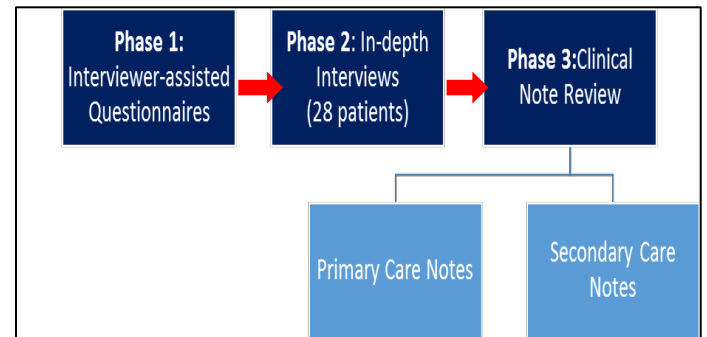 Phase 1:
Interviewer-assisted
Questionnaires
Phase 2: In-depth
Interviews
(28 patients)
Phase 3:Clinical
Note Review
Primary Care Notes
Secondary Care
Notes